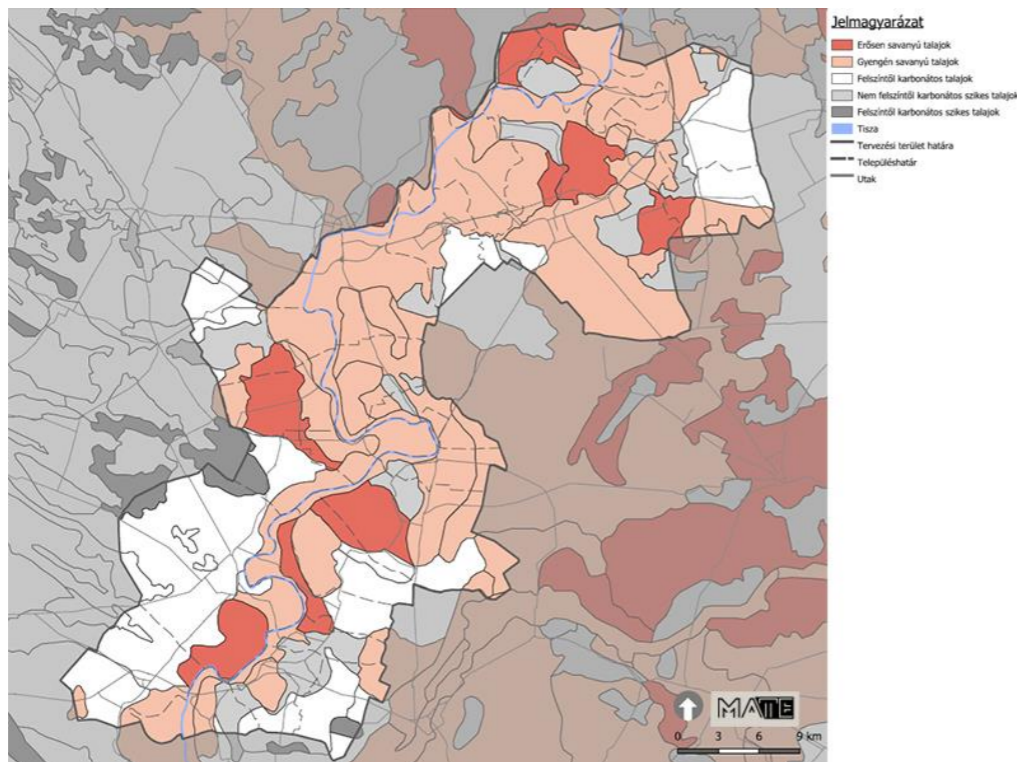 Jelmagyarázat
Erősen savanyú talajok
Gyengén savanyú talajok
Felszíntől karbonátos talajok
Nem felszíntől karbonátos szikes talajok
Felszíntől karbonátos szikes talajok
Tisza
Tervezési terület határa
Településhatár
Utak
MATE
0 3 6 9 km